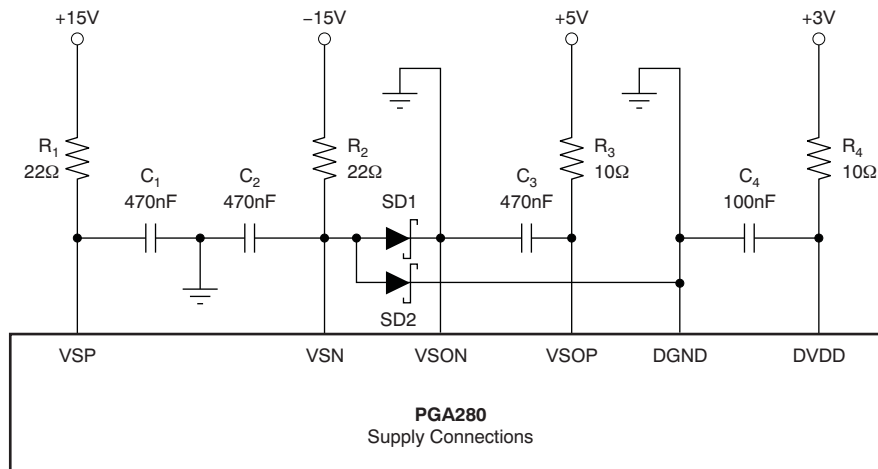 +15V
−15V
+5V
+3V
R1
22Ω
R2
22Ω
R3
10Ω
R4
10Ω
C1
470nF
C2
470nF
SD1
C3
470nF
C4
100nF
SD2
VSP
VSN
VSON
VSOP
DGND
DVDD
PGA280
Supply Connections